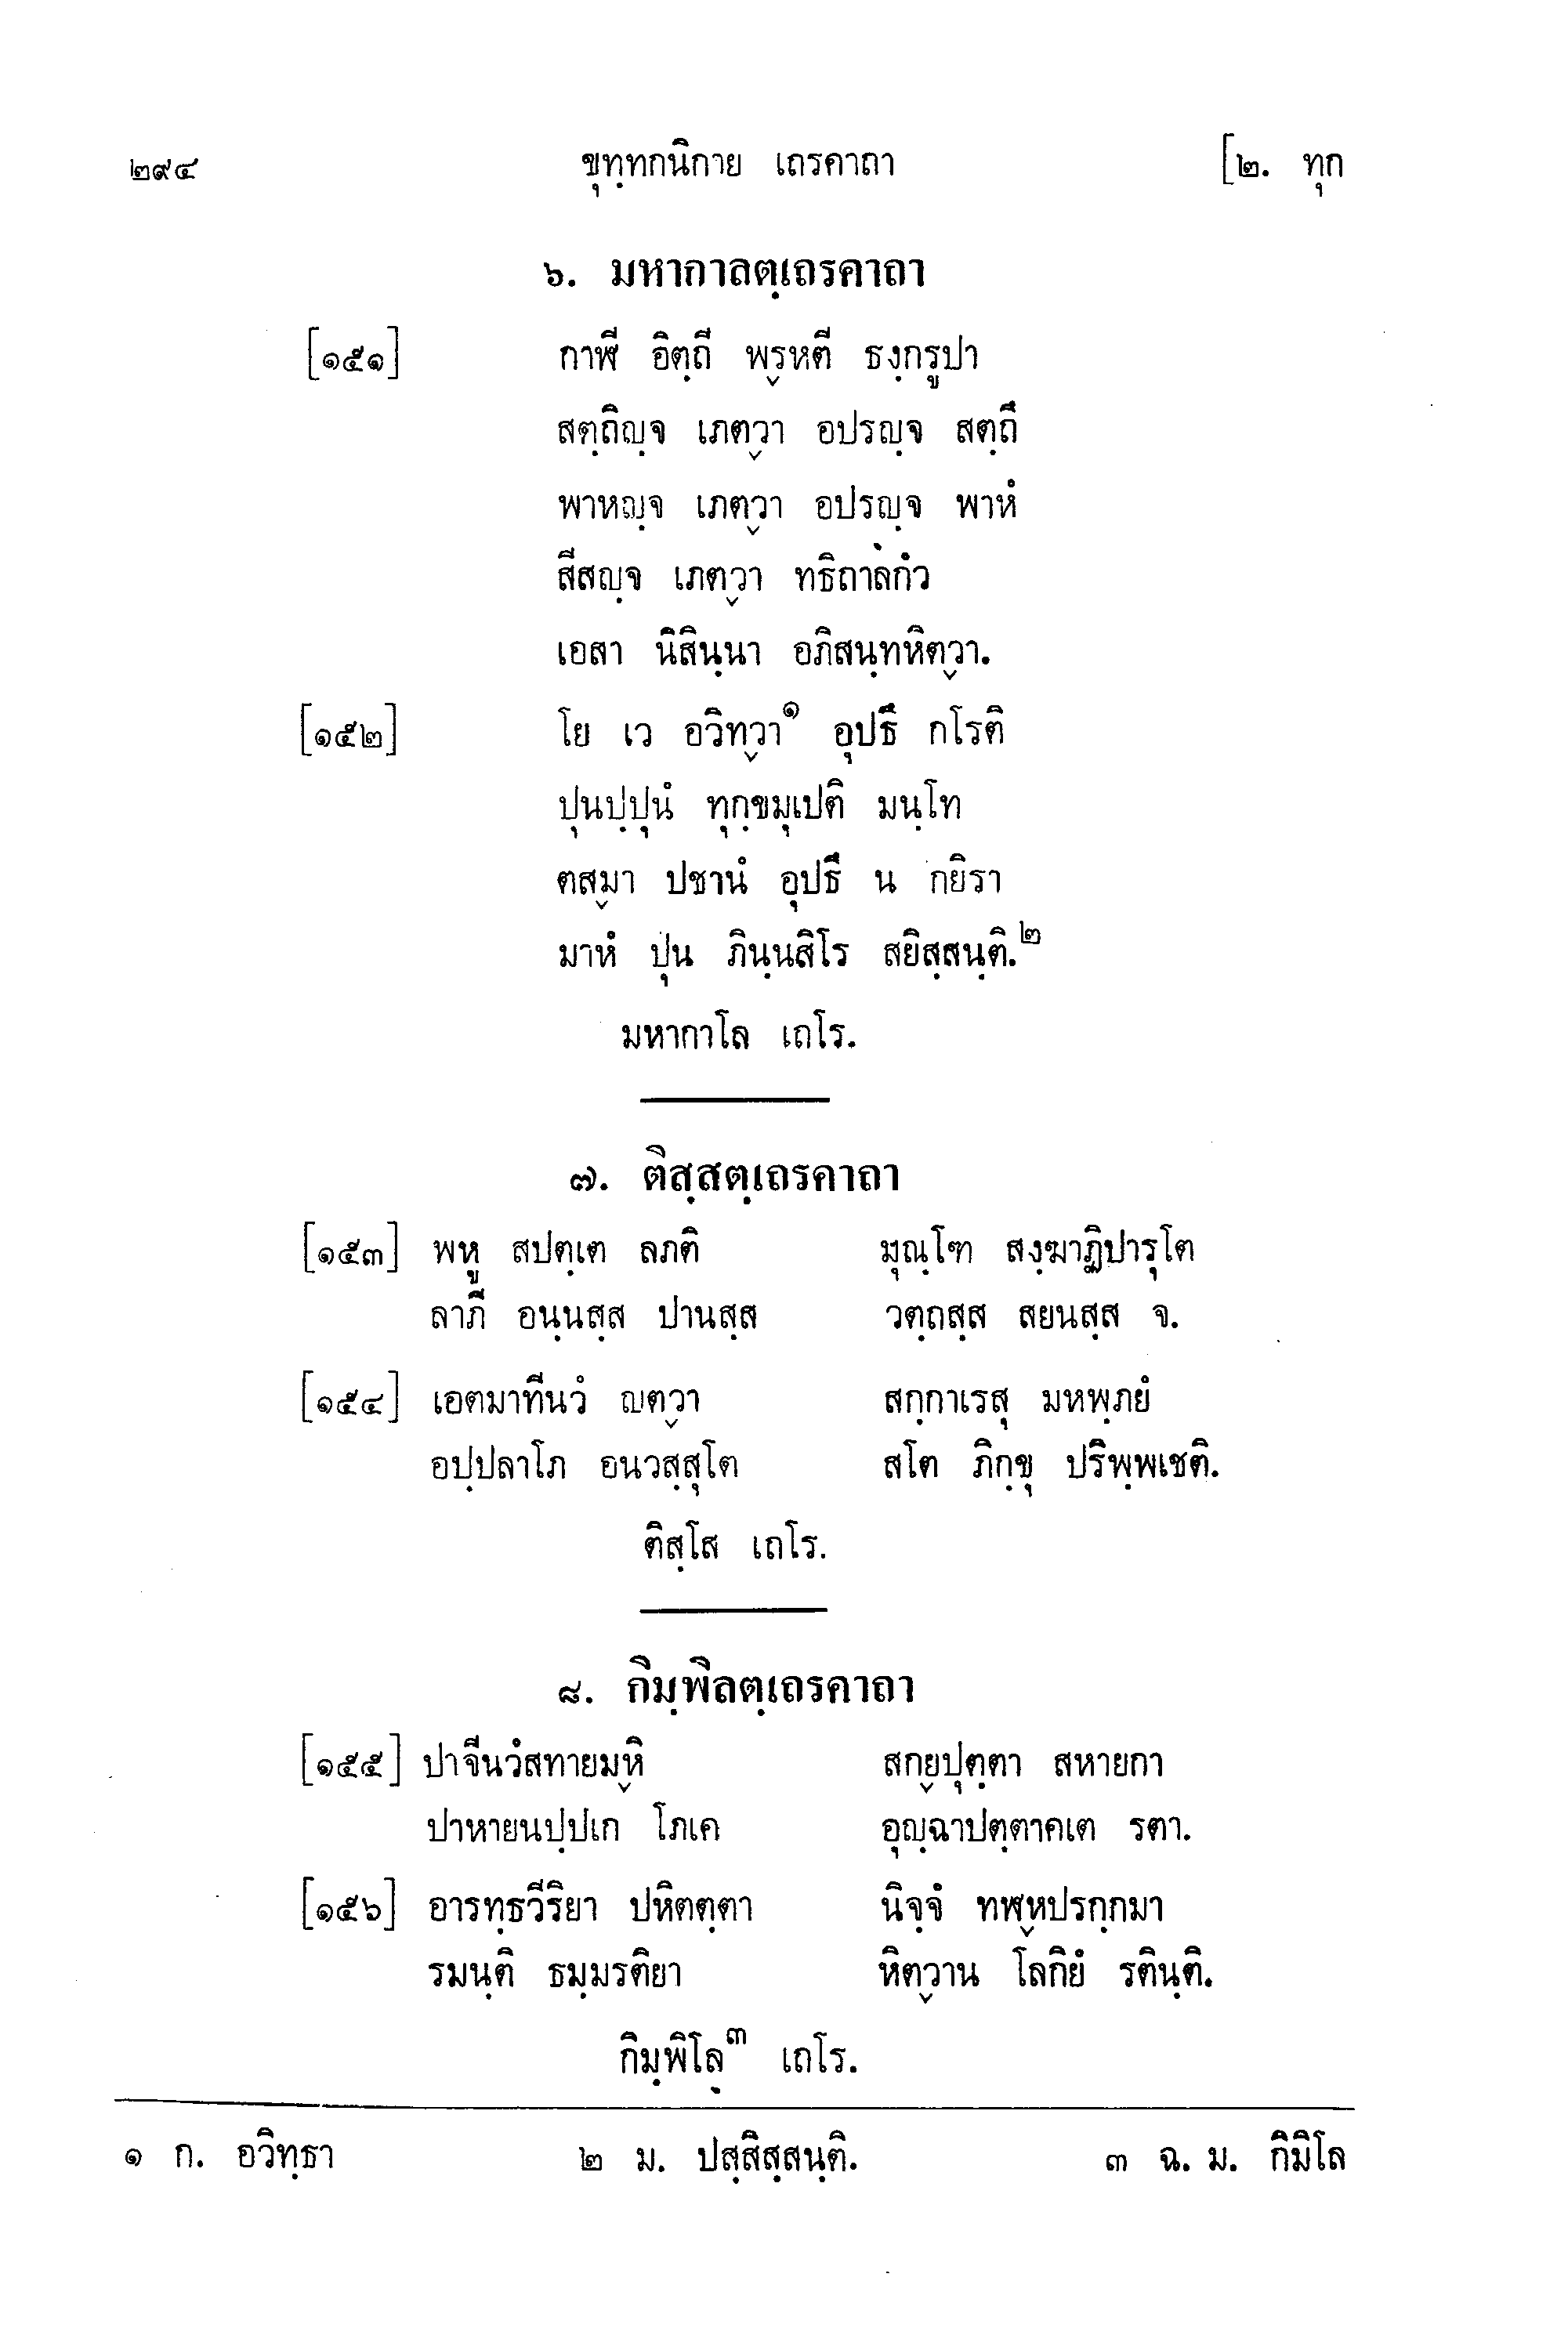 ๒๙๔ ขุทฺทกนิกาย เถรคาถา [๒. ทุก
๖. มหากาลตฺเถรคาถา
[๑๕๑] กาฬี อิตฺถี พฺรหตี ธงฺกรูปา
สตฺถิญฺจ เภตฺวา อปรญฺจ สตฺถึ
พาหญฺจ เภตฺวา อปรญฺจ พาหํ
สีสญฺจ เภตฺวา ทธิถาลกํว
เอสา นิสินฺนา อภิสนฺทหิตฺวา.
[๑๕๒] โย เว อวิทฺวา๑ อุปธึ กโรติ
ปุนปฺปุนํ ทุกฺขมุเปติ มนฺโท
ตสฺมา ปชานํ อุปธึ น กยิรา
มาหํ ปุน ภินฺนสิโร สยิสฺสนฺติ.๒
มหากาโล เถโร.
๗. ติสฺสตฺเถรคาถา
[๑๕๓] พหู สปตฺเต ลภติ มุณฺโฑ สงฺฆาฏิปารุโต
ลาภี อนฺนสฺส ปานสฺส วตฺถสฺส สยนสฺส จ.
[๑๕๔] เอตมาทีนวํ ญตฺวา สกฺกาเรสุ มหพฺภยํ
อปฺปลาโภ อนวสฺสุโต สโต ภิกฺขุ ปริพฺพเชติ.
ติสฺโส เถโร.
๘. กิมฺพิลตฺเถรคาถา
[๑๕๕] ปาจีนวํสทายมฺหิ สกฺยปุตฺตา สหายกา
ปาหายนปฺปเก โภเค อุญฺฉาปตฺตาคเต รตา.
[๑๕๖] อารทฺธวีริยา ปหิตตฺตา นิจฺจํ ทฬฺหปรกฺกมา
รมนฺติ ธมฺมรติยา หิตฺวาน โลกิยํ รตินฺติ.
กิมฺพิโล๓ เถโร.
๑ ก. อวิทฺธา ๒ ม. ปสฺสิสฺสนฺติ. ๓ ฉ. ม. กิมิโล